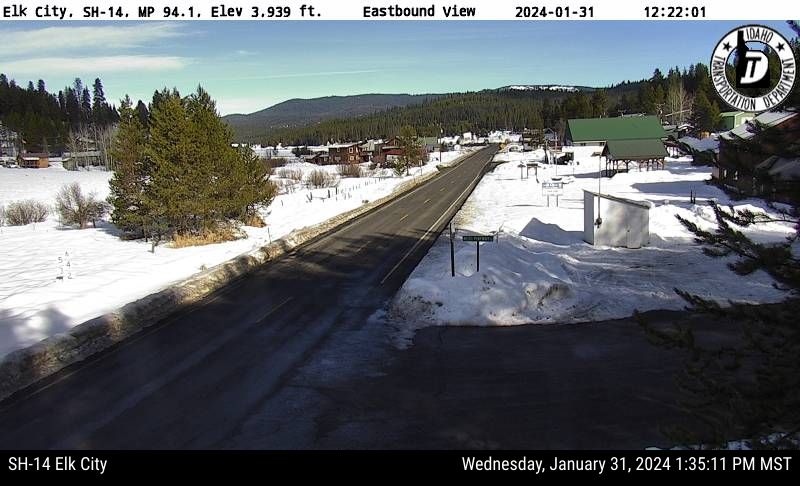 Elk City, SH-14, MP 94.1, Elev 3,939 ft. Eastbound View 2024-01-31 12:22:01
IDAHO
TRANSPORTATION DEPARTMENT
SH-14 Elk City Wednesday, January 31, 2024 1:35:11 PM MST